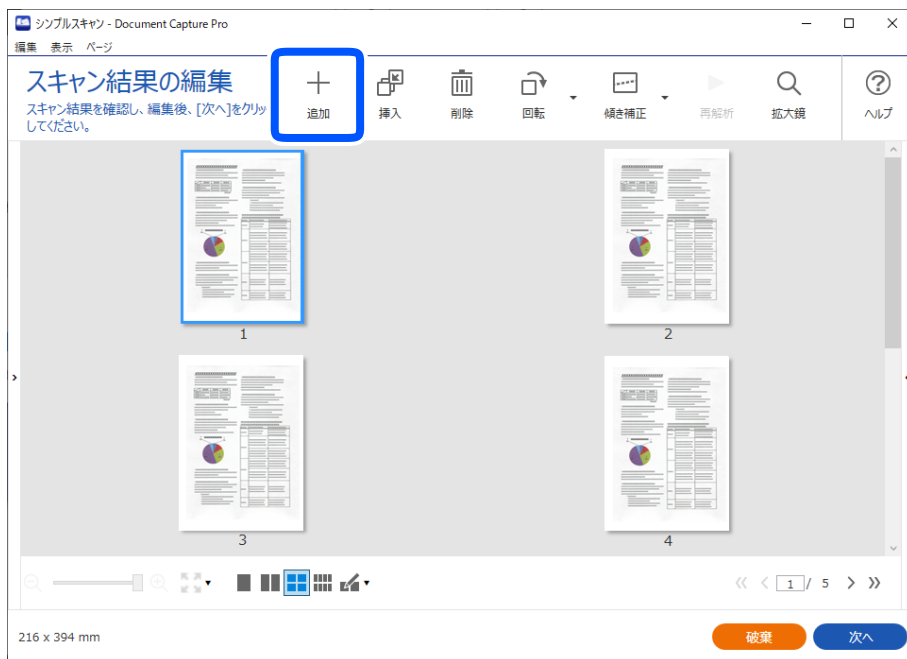 シンプルスキャン - Document Capture Pro
編集 表示 ページ
スキャン結果の編集
スキャン結果を確認し、編集後、[次へ]をクリッ
してください。
追加
挿入
削除
回転
傾き補正
再解析
拡大鏡
ヘルプ
1
2
3
4
1 / 5
216 x 394 mm
破棄
次へ